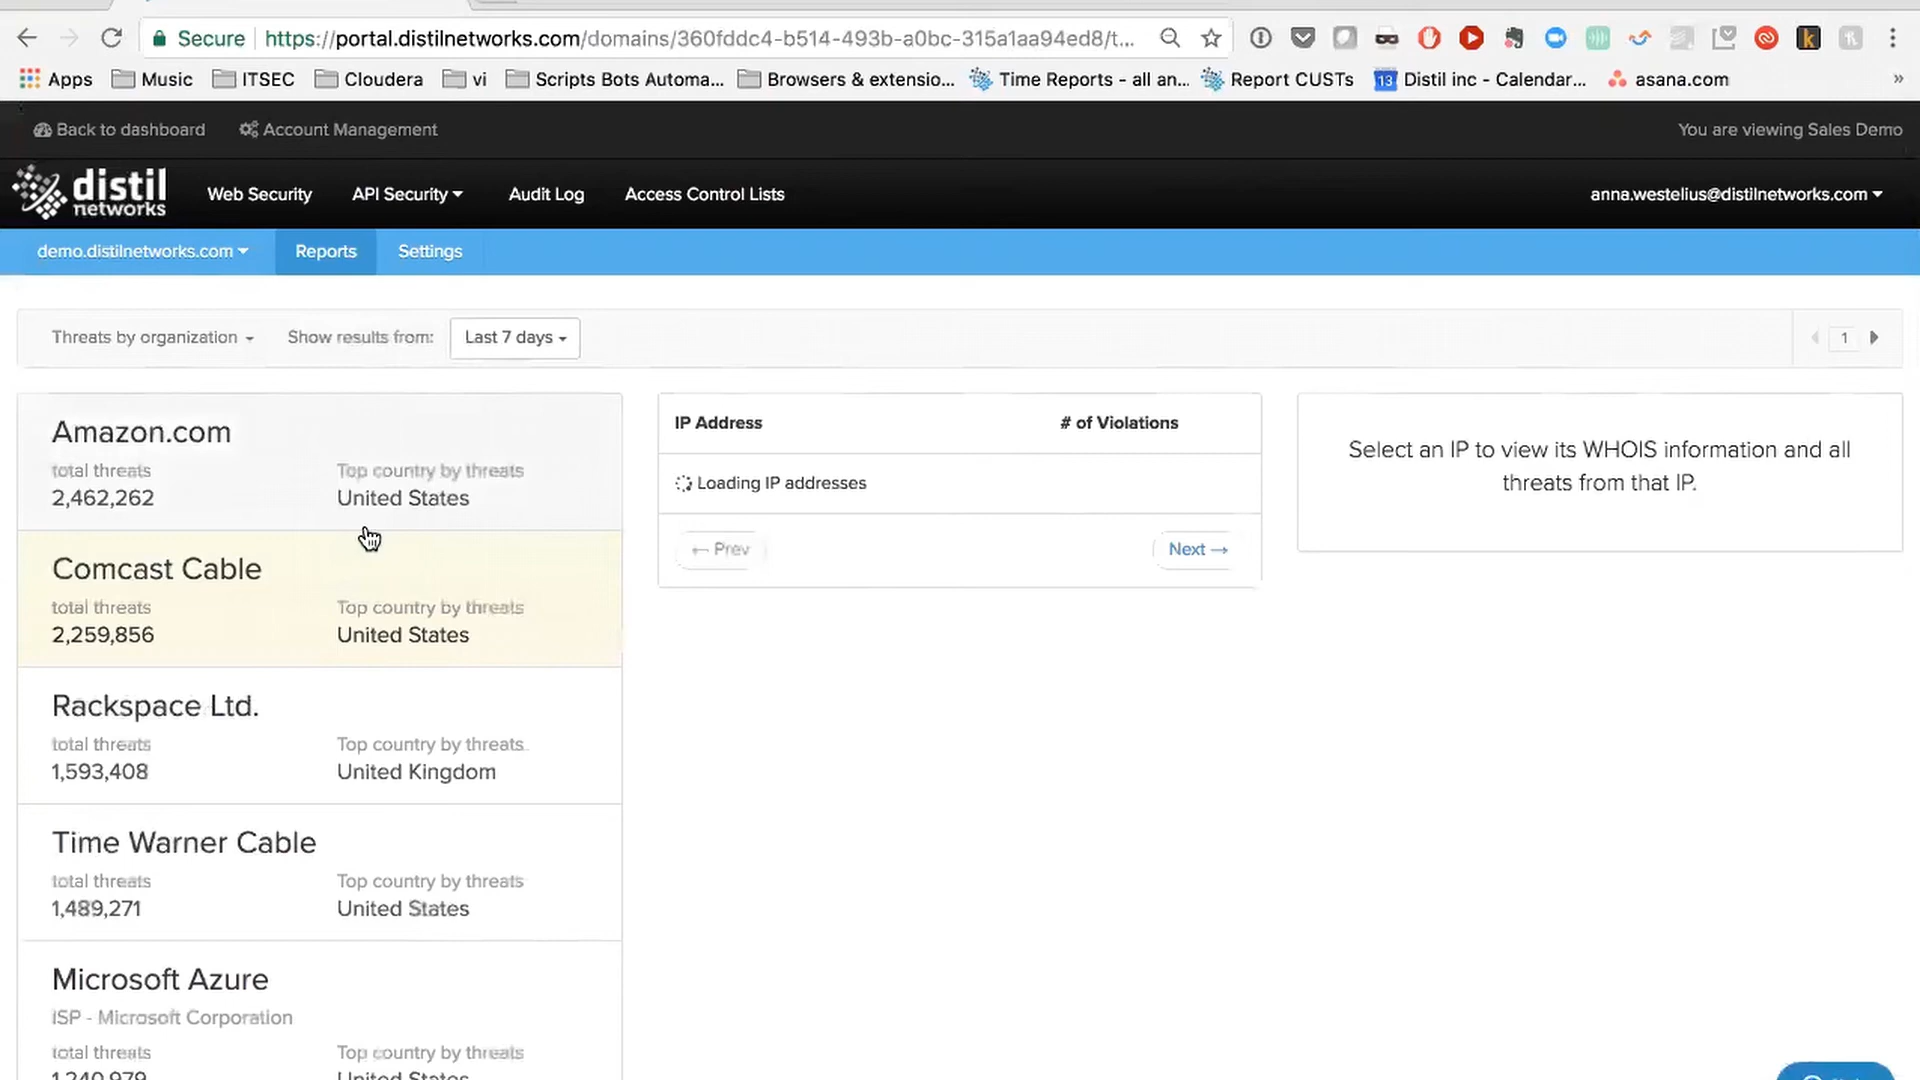 Secure https://portal.distilnetworks.com/domains/360fddc4-b514-493b-a0bc-315a1aa94ed8/t...
Apps Music ITSEC Cloudera vi Scripts Bots Automa... Browsers & extensio... Time Reports - all an... Report CUSTs 13 Distil inc - Calendar... asana.com »
Back to dashboard Account Management You are viewing Sales Demo
distil networks Web Security API Security Audit Log Access Control Lists anna.westelius@distilnetworks.com
demo.distilnetworks.com Reports Settings
Threats by organization Show results from: Last 7 days 1
Amazon.com
total threats Top country by threats
2,462,262 United States
Comcast Cable
total threats Top country by threats
2,259,856 United States
Rackspace Ltd.
total threats Top country by threats
1,593,408 United Kingdom
Time Warner Cable
total threats Top country by threats
1,489,271 United States
Microsoft Azure
ISP - Microsoft Corporation
total threats Top country by threats
1,240,979 United States
IP Address # of Violations
Loading IP addresses
← Prev Next →
Select an IP to view its WHOIS information and all
threats from that IP.